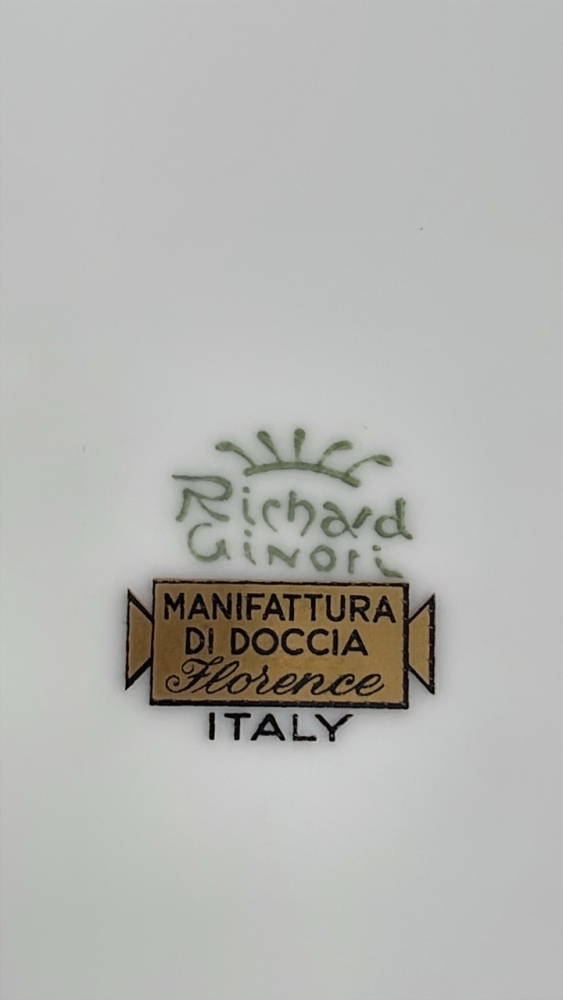 Richard
Ginori
MANIFATTURA
DI DOCCIA
Florence
ITALY